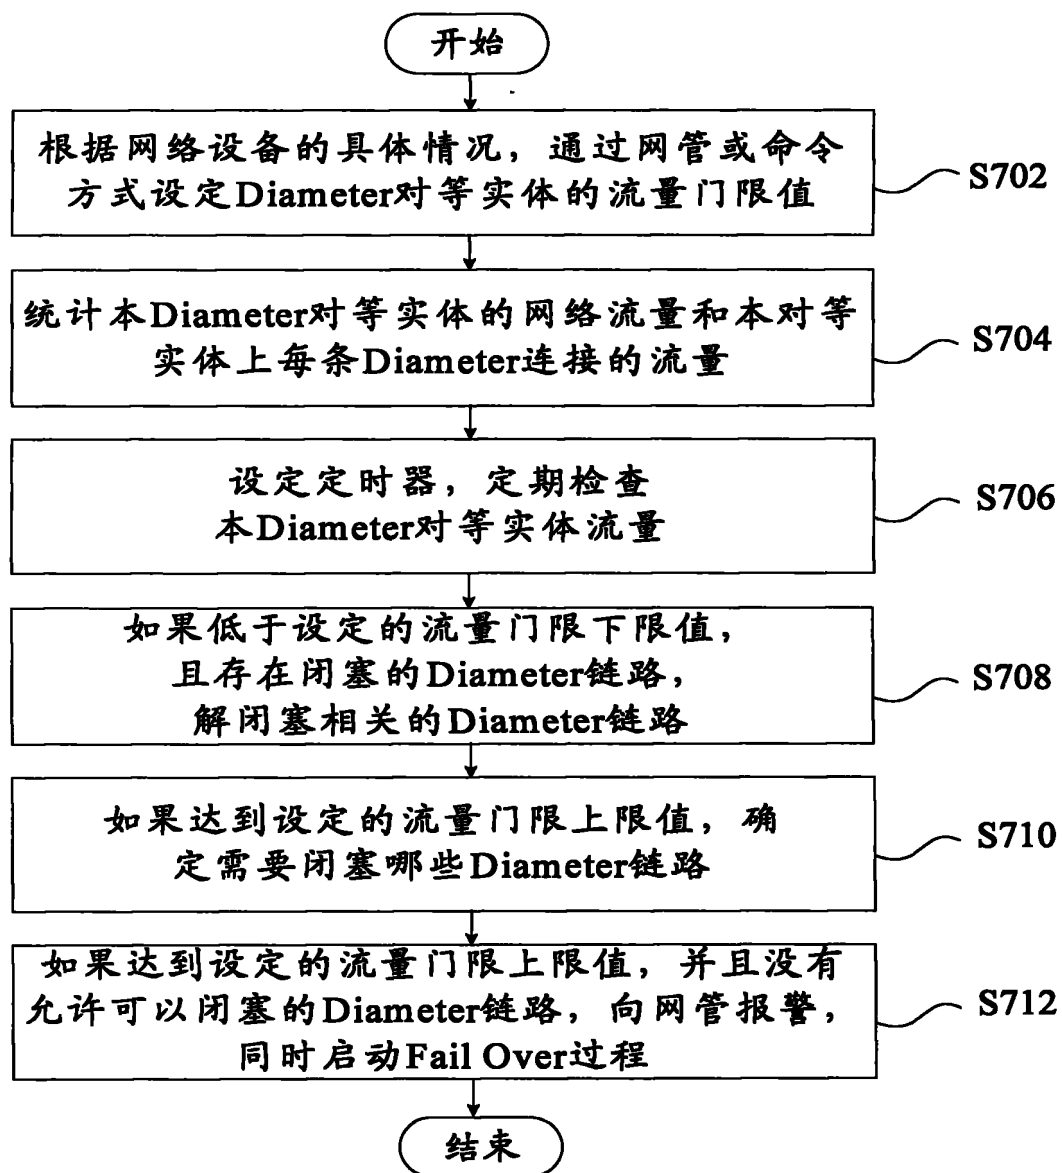 开始
根据网络设备的具体情况，通过网管或命令
方式设定Diameter对等实体的流量门限值
S702
统计本Diameter对等实体的网络流量和本对等
实体上每条Diameter连接的流量
S704
设定定时器，定期检查
本Diameter对等实体流量
S706
如果低于设定的流量门限下限值，
且存在闭塞的Diameter链路，
解闭塞相关的Diameter链路
S708
如果达到设定的流量门限上限值，确
定需要闭塞哪些Diameter链路
S710
如果达到设定的流量门限上限值，并且没有
允许可以闭塞的Diameter链路，向网管报警，
同时启动Fail Over过程
S712
结束